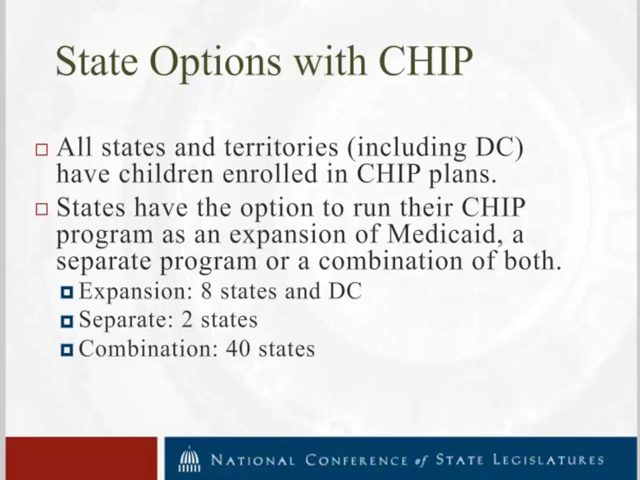 State Options with CHIP
All states and territories (including DC)
have children enrolled in CHIP plans.
States have the option to run their CHIP
program as an expansion of Medicaid, a
separate program or a combination of both.
Expansion: 8 states and DC
Separate: 2 states
Combination: 40 states
NATIONAL CONFERENCE of STATE LEGISLATURES